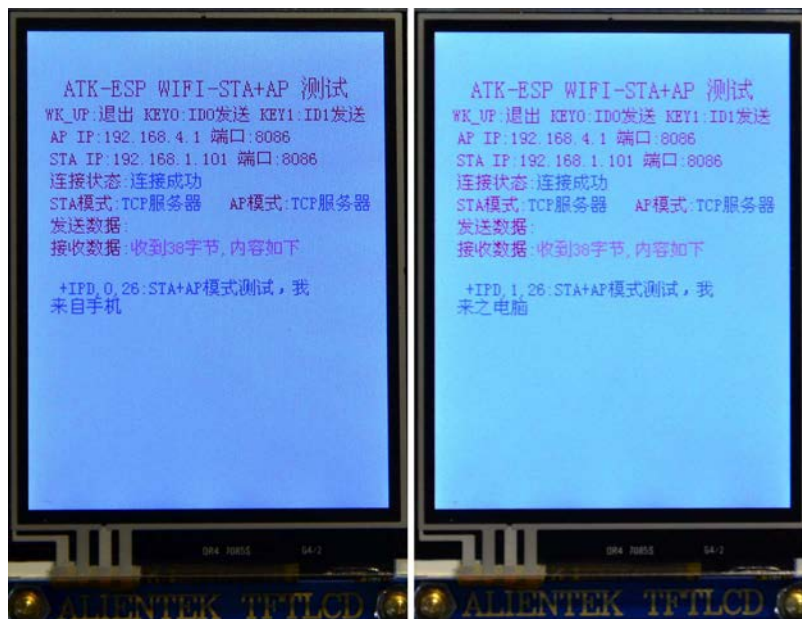 ATK-ESP WIFI-STA+AP 测试
WK_UP:退出 KEY0:ID0发送 KEY1:ID1发送
AP IP:192.168.4.1 端口:8086
STA IP:192.168.1.101 端口:8086
连接状态:连接成功
STA模式:TCP服务器 AP模式:TCP服务器
发送数据:
接收数据:收到38字节,内容如下
+IPD,0,26:STA+AP模式测试，我
来自手机
DR4 7085S G4/2
ALIENTEK TFTLCD
ATK-ESP WIFI-STA+AP 测试
WK_UP:退出 KEY0:ID0发送 KEY1:ID1发送
AP IP:192.168.4.1 端口:8086
STA IP:192.168.1.101 端口:8086
连接状态:连接成功
STA模式:TCP服务器 AP模式:TCP服务器
发送数据:
接收数据:收到38字节,内容如下
+IPD,1,26:STA+AP模式测试，我
来之电脑
DR4 7085S G4/2
ALIENTEK TFTLCD